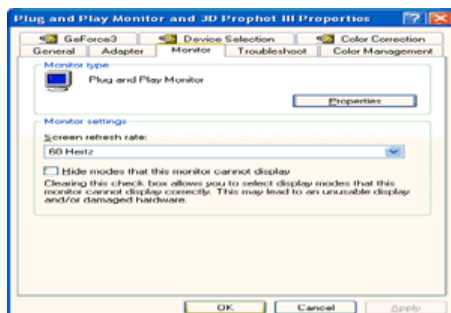 Plug and Play Monitor and 3D Prophet III Properties
GeForce3 Device Selection Color Correction
General Adapter Monitor Troubleshoot Color Management
Monitor type
Plug and Play Monitor
Properties
Monitor settings
Screen refresh rate:
60 Hertz
Hide modes that this monitor cannot display
Clearing this check box allows you to select display modes that this
monitor cannot display correctly. This may lead to an unusable display
and/or damaged hardware.
OK Cancel Apply